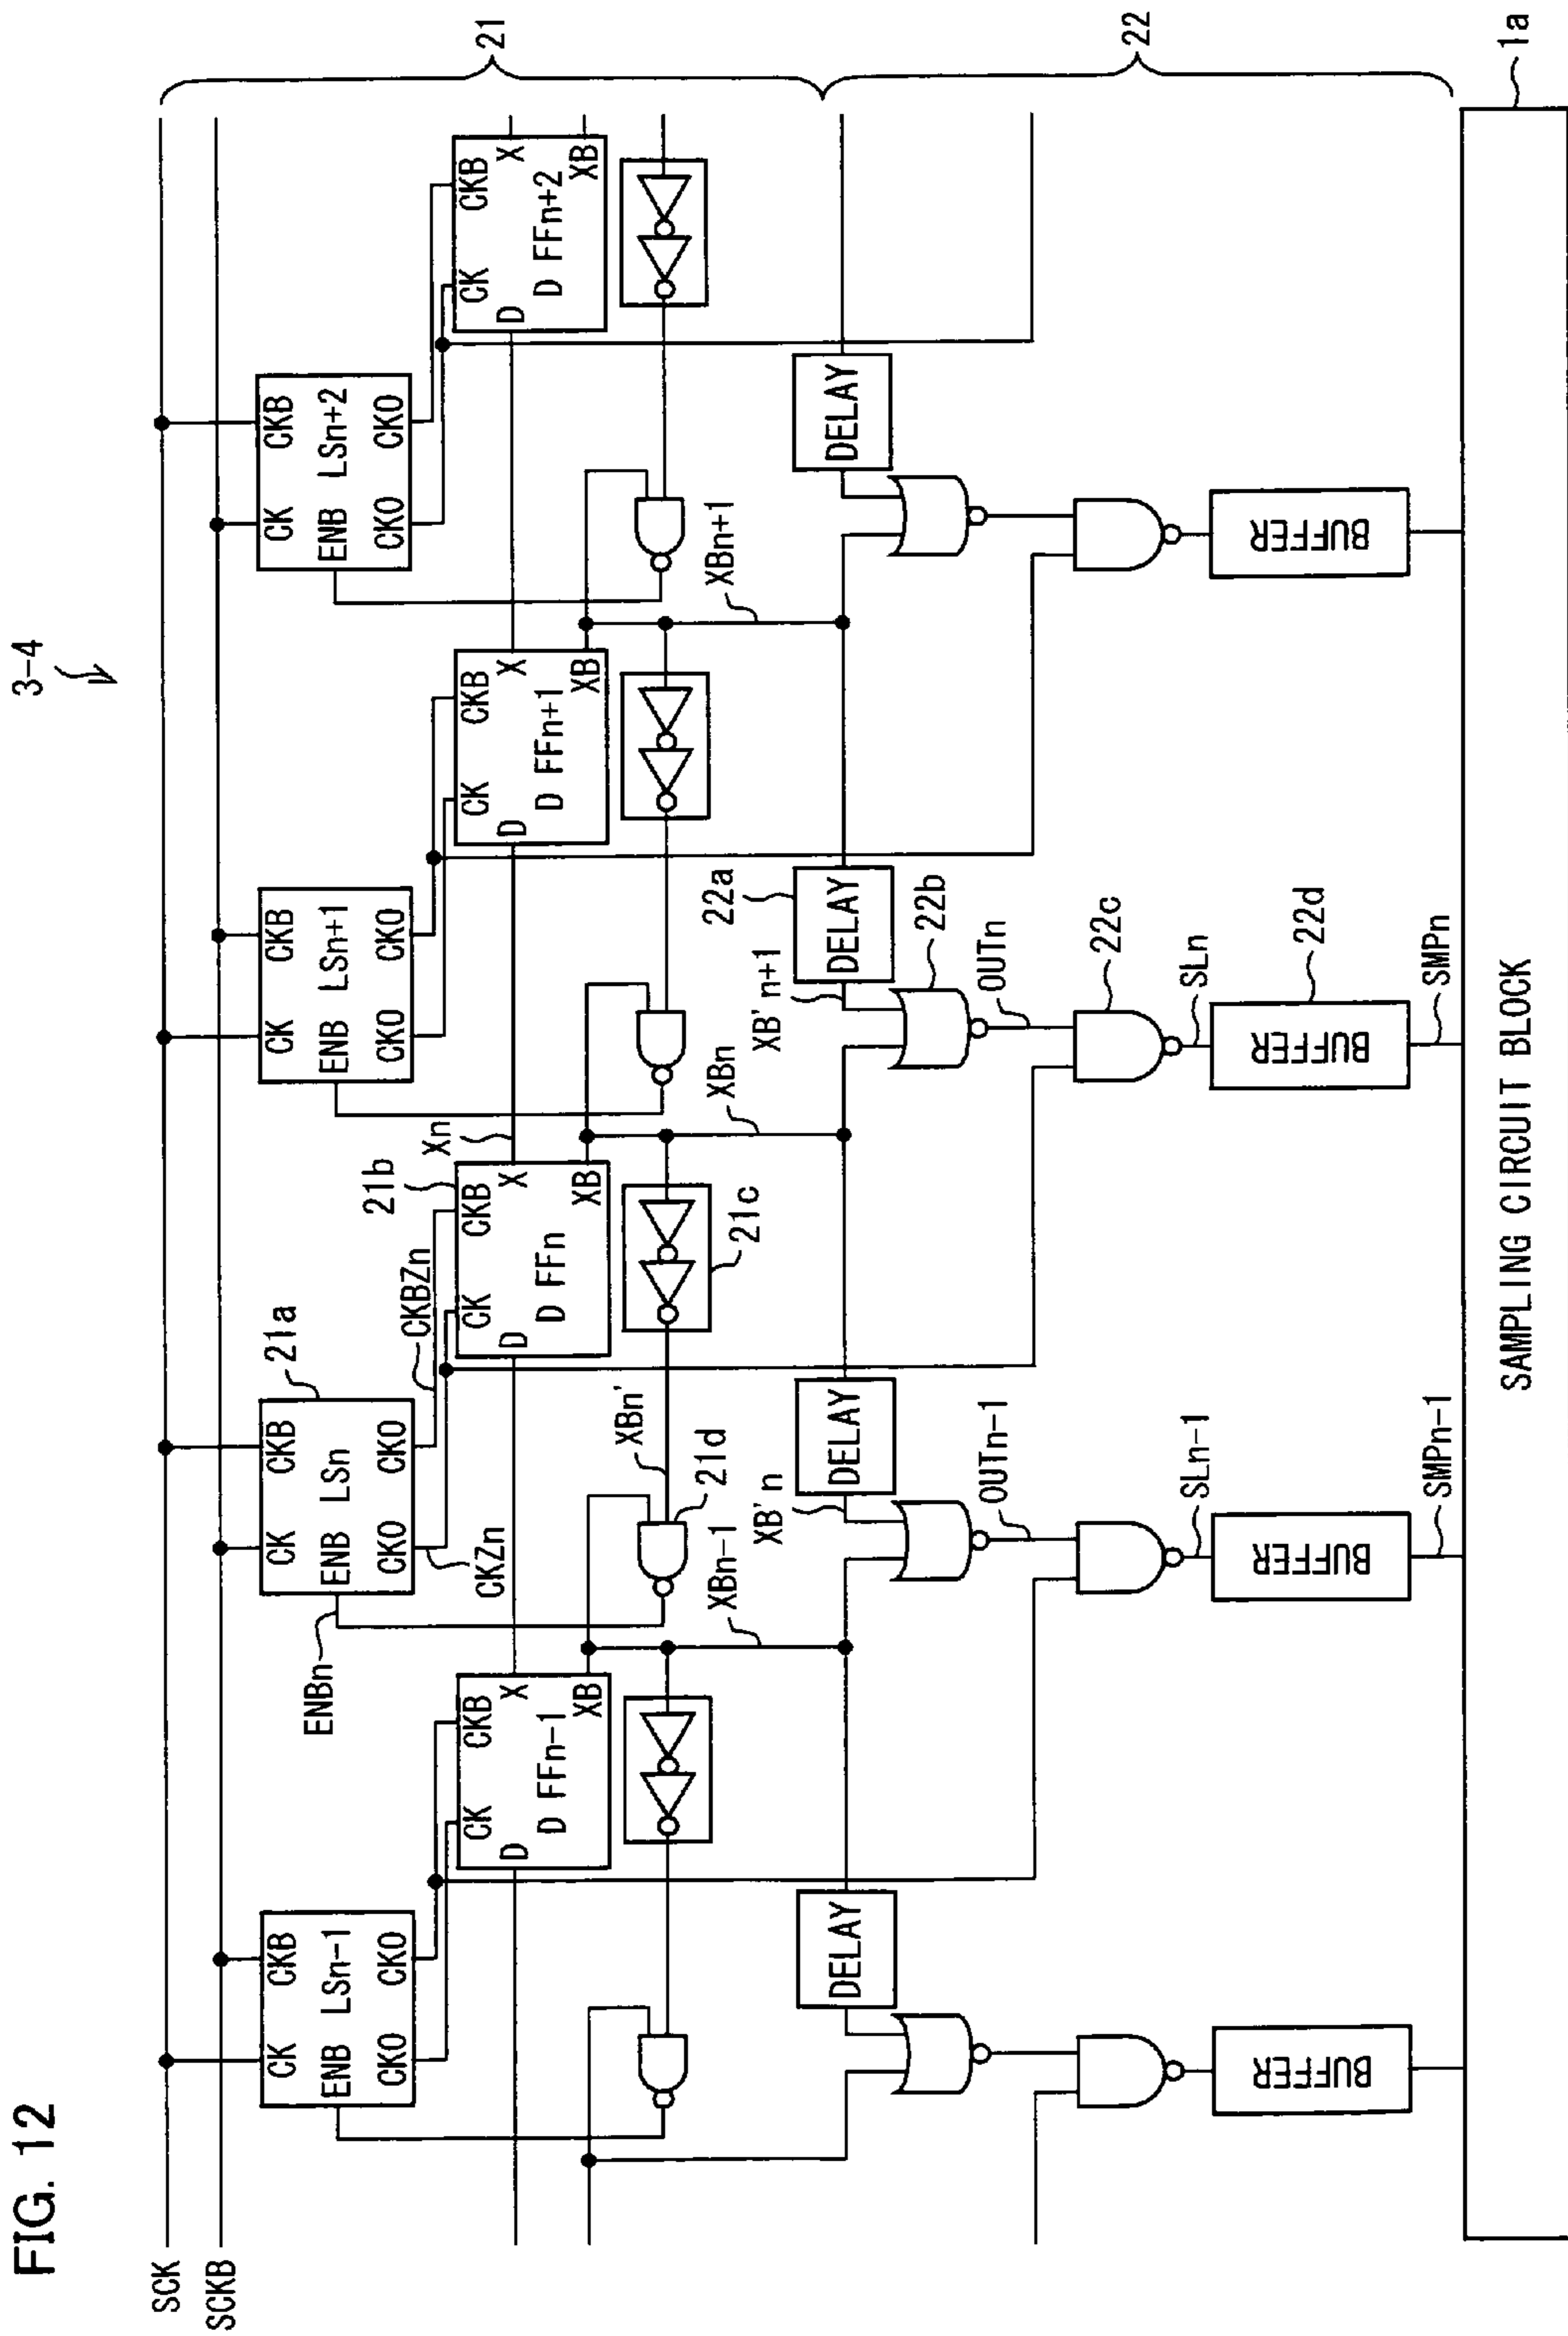 FIG. 12
3-4
SCK
SCKB
CK CKB
ENB LSn-1
CKO CKO
ENBn
CK CKB
ENB LSn
CKO CKO
21a
CK CKB
ENB LSn+1
CKO CKO
CK CKB
ENB LSn+2
CKO CKO
21
CKZn
CKBZn
21b
Xn
CK CKB
D X
D FFn-1
XB
CK CKB
D X
D FFn
XB
CK CKB
D X
D FFn+1
XB
CK CKB
D X
D FFn+2
XB
XBn'
21d
21c
XBn-1
XBn
XBn+1
XB'n
XB'n+1
22a
DELAY
DELAY
DELAY
DELAY
22b
OUTn-1
OUTn
22c
22
SLn-1
SLn
BUFFER
BUFFER
BUFFER
BUFFER
22d
SMPn-1
SMPn
SAMPLING CIRCUIT BLOCK
1a